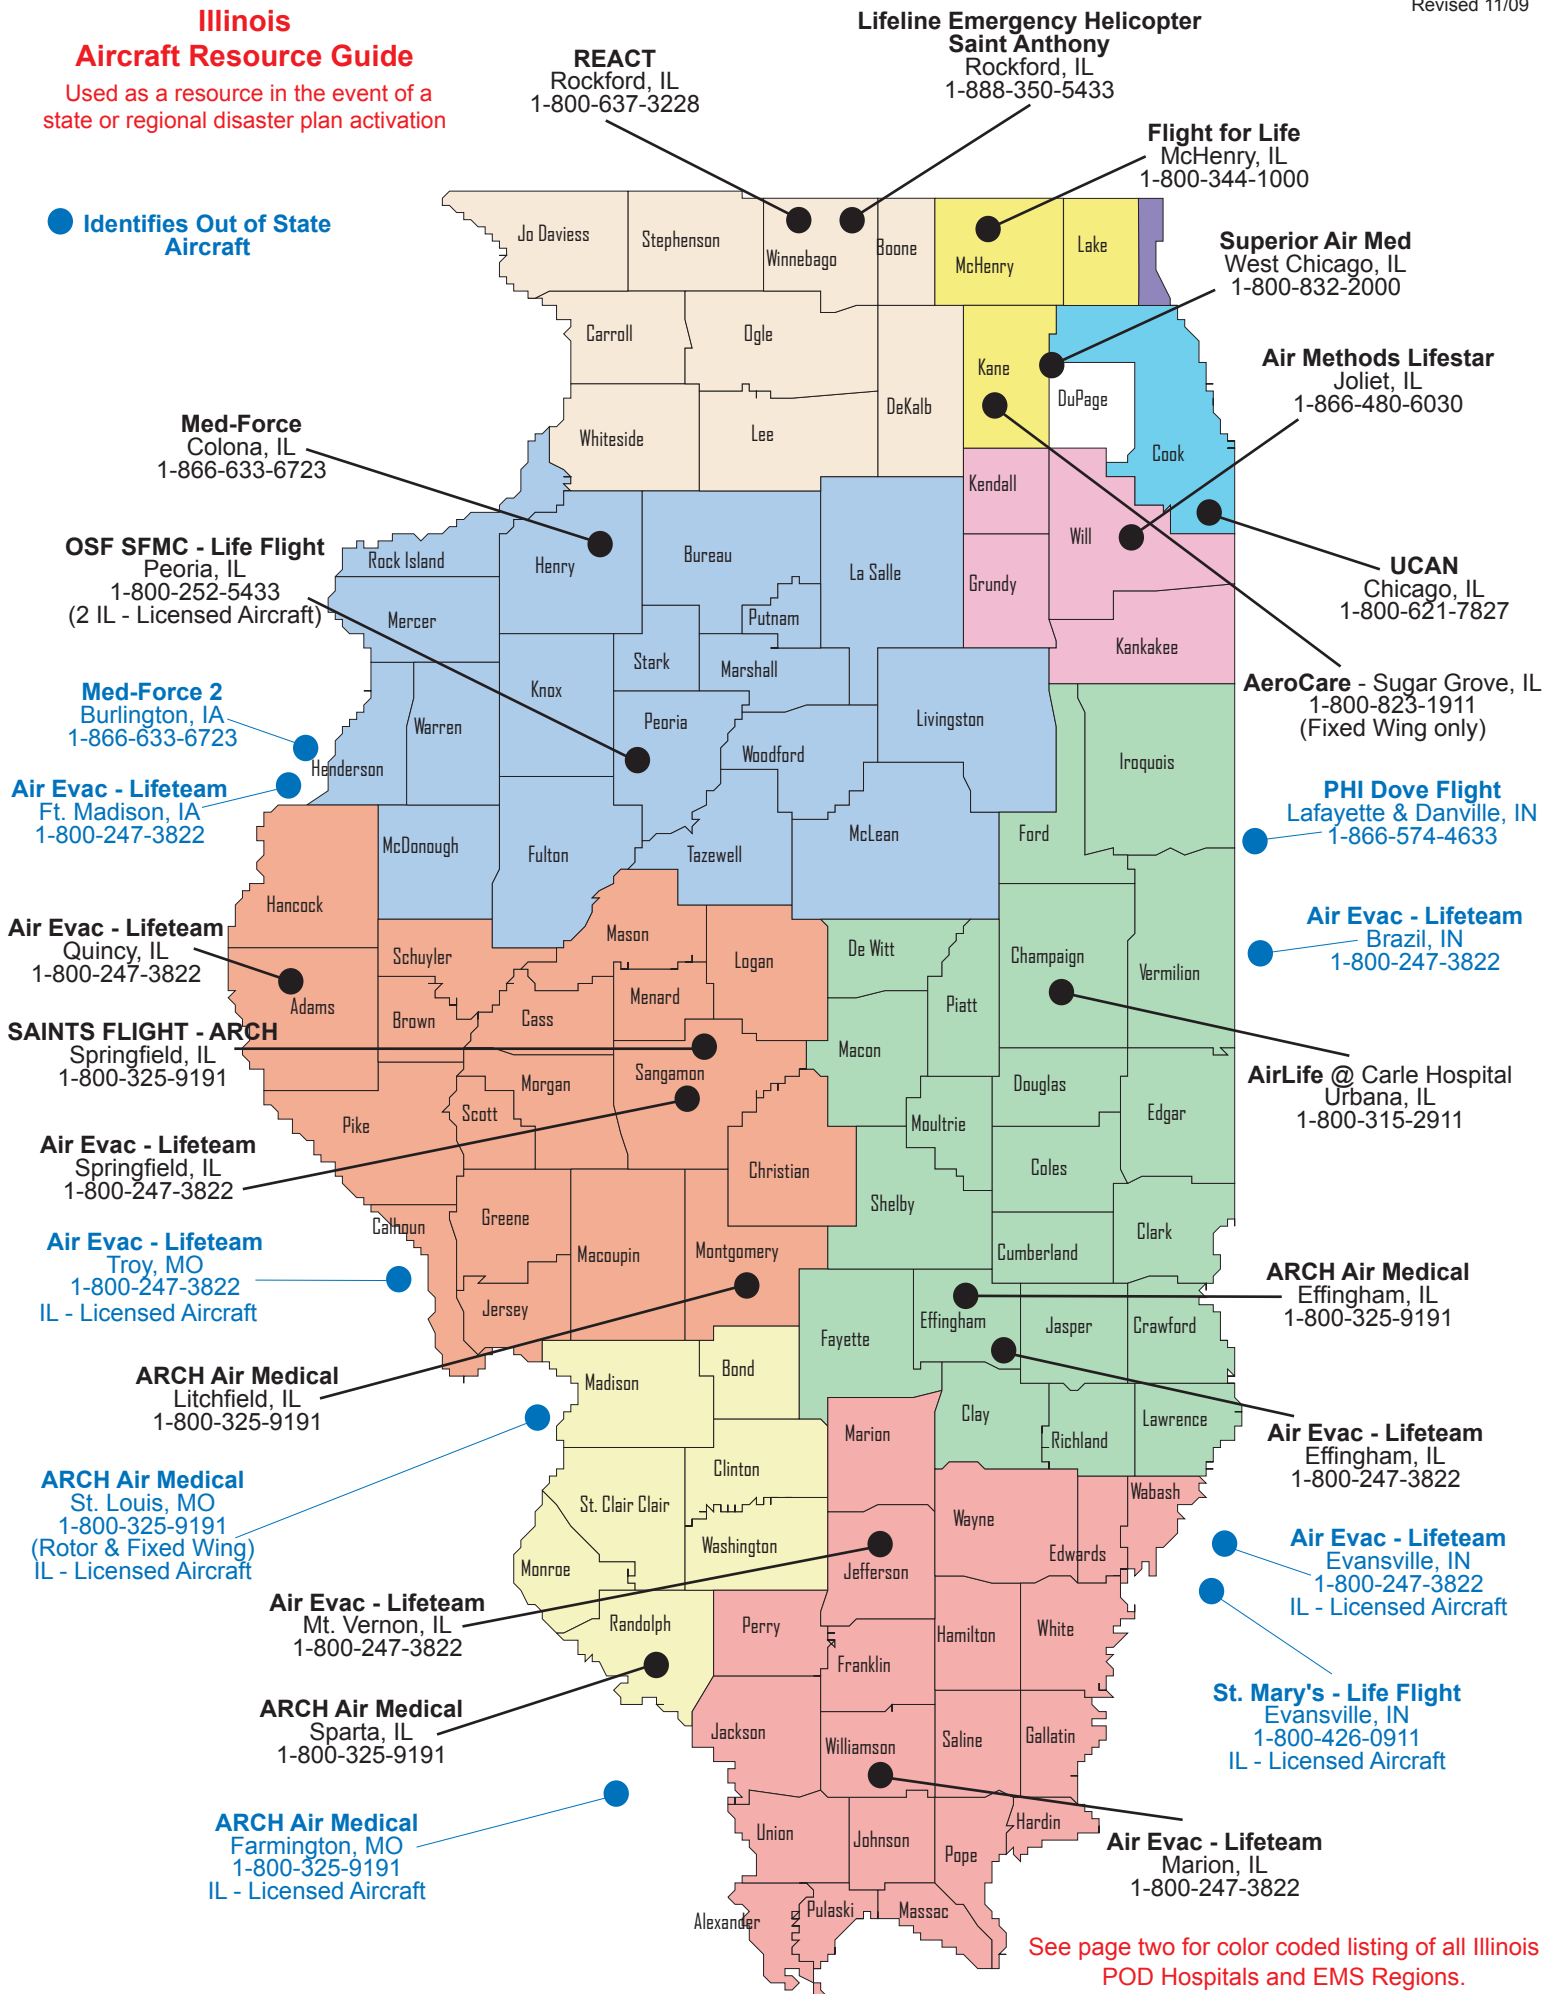 Revised 11/09
Illinois
Aircraft Resource Guide
Used as a resource in the event of a
state or regional disaster plan activation
Identifies Out of State
Aircraft
REACT
Rockford, IL
1-800-637-3228
Lifeline Emergency Helicopter
Saint Anthony
Rockford, IL
1-888-350-5433
Flight for Life
McHenry, IL
1-800-344-1000
Superior Air Med
West Chicago, IL
1-800-832-2000
Air Methods Lifestar
Joliet, IL
1-866-480-6030
Med-Force
Colona, IL
1-866-633-6723
OSF SFMC - Life Flight
Peoria, IL
1-800-252-5433
(2 IL - Licensed Aircraft)
UCAN
Chicago, IL
1-800-621-7827
AeroCare - Sugar Grove, IL
1-800-823-1911
(Fixed Wing only)
Med-Force 2
Burlington, IA
1-866-633-6723
Air Evac - Lifeteam
Ft. Madison, IA
1-800-247-3822
PHI Dove Flight
Lafayette & Danville, IN
1-866-574-4633
Air Evac - Lifeteam
Brazil, IN
1-800-247-3822
Air Evac - Lifeteam
Quincy, IL
1-800-247-3822
SAINTS FLIGHT - ARCH
Springfield, IL
1-800-325-9191
AirLife @ Carle Hospital
Urbana, IL
1-800-315-2911
Air Evac - Lifeteam
Springfield, IL
1-800-247-3822
Air Evac - Lifeteam
Troy, MO
1-800-247-3822
IL - Licensed Aircraft
ARCH Air Medical
Effingham, IL
1-800-325-9191
ARCH Air Medical
Litchfield, IL
1-800-325-9191
Air Evac - Lifeteam
Effingham, IL
1-800-247-3822
ARCH Air Medical
St. Louis, MO
1-800-325-9191
(Rotor & Fixed Wing)
IL - Licensed Aircraft
Air Evac - Lifeteam
Evansville, IN
1-800-247-3822
IL - Licensed Aircraft
Air Evac - Lifeteam
Mt. Vernon, IL
1-800-247-3822
ARCH Air Medical
Sparta, IL
1-800-325-9191
St. Mary's - Life Flight
Evansville, IN
1-800-426-0911
IL - Licensed Aircraft
ARCH Air Medical
Farmington, MO
1-800-325-9191
IL - Licensed Aircraft
Air Evac - Lifeteam
Marion, IL
1-800-247-3822
Jo Daviess
Stephenson
Winnebago
Boone
McHenry
Lake
Carroll
Ogle
DeKalb
Kane
DuPage
Cook
Whiteside
Lee
Kendall
Will
Grundy
Kankakee
Rock Island
Henry
Bureau
La Salle
Mercer
Putnam
Stark
Marshall
Knox
Peoria
Warren
Henderson
Woodford
Livingston
Iroquois
Ford
McDonough
Fulton
Tazewell
McLean
Hancock
Mason
Schuyler
Logan
De Witt
Champaign
Vermilion
Adams
Brown
Cass
Menard
Piatt
Macon
Sangamon
Morgan
Scott
Pike
Douglas
Edgar
Moultrie
Christian
Coles
Shelby
Calhoun
Greene
Macoupin
Montgomery
Cumberland
Clark
Jersey
Fayette
Effingham
Jasper
Crawford
Bond
Madison
Clay
Richland
Lawrence
Marion
Clinton
St. Clair Clair
Washington
Monroe
Wayne
Edwards
Wabash
Jefferson
Randolph
Perry
Hamilton
White
Franklin
Jackson
Williamson
Saline
Gallatin
Union
Johnson
Pope
Hardin
Alexander
Pulaski
Massac
See page two for color coded listing of all Illinois
POD Hospitals and EMS Regions.